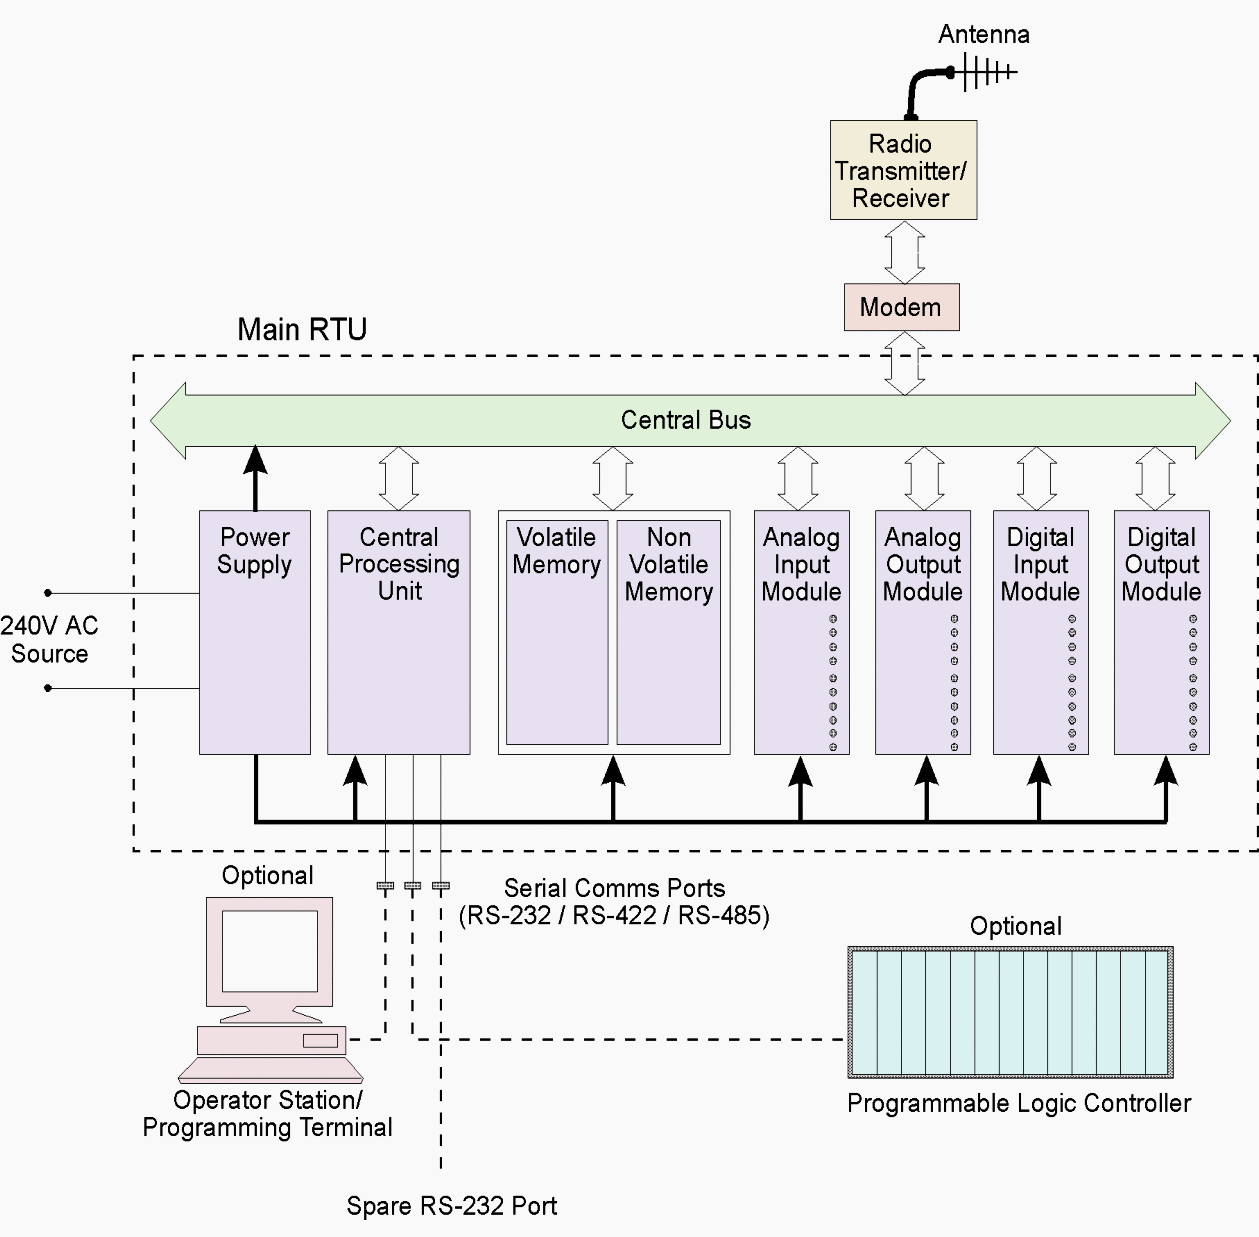 Antenna
Radio
Transmitter/
Receiver
Modem
Main RTU
Central Bus
Power
Supply
Central
Processing
Unit
Volatile
Memory
Non
Volatile
Memory
Analog
Input
Module
Analog
Output
Module
Digital
Input
Module
Digital
Output
Module
240V AC
Source
Optional
Serial Comms Ports
(RS-232 / RS-422 / RS-485)
Optional
Operator Station/
Programming Terminal
Programmable Logic Controller
Spare RS-232 Port